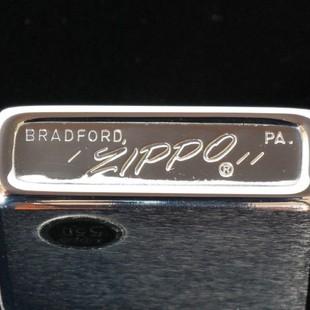 BRADFORD, PA.
" ZIPPO ® "